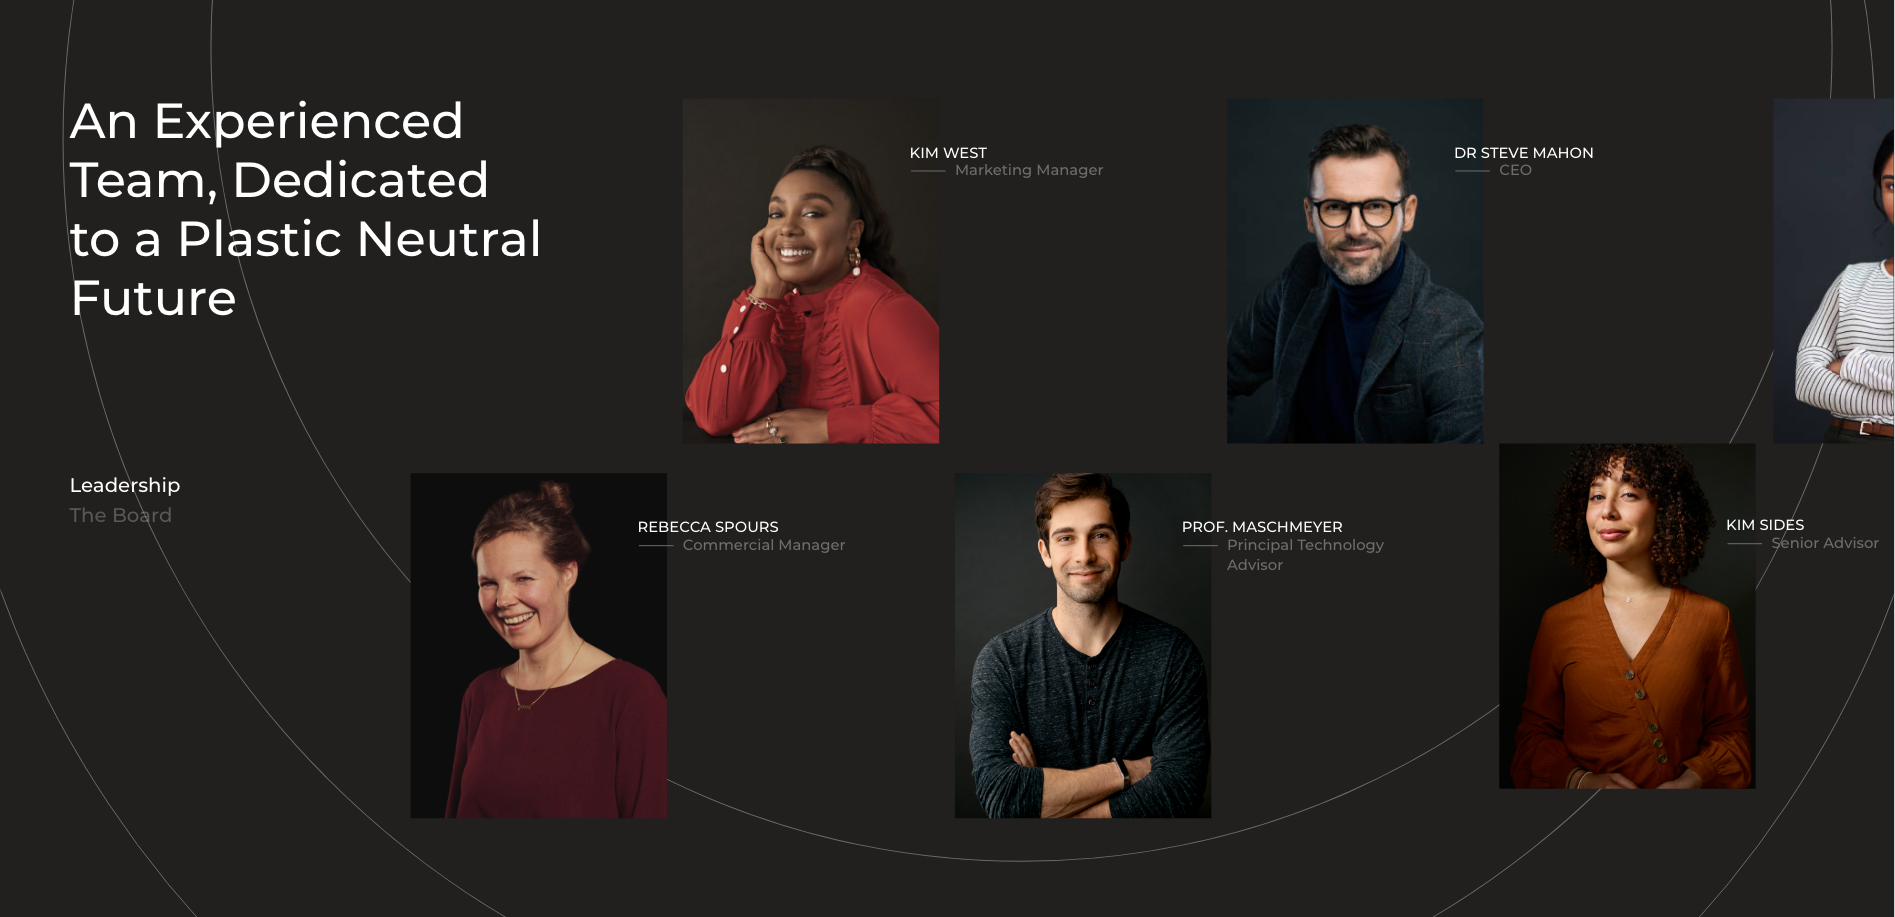 An Experienced
Team, Dedicated
to a Plastic Neutral
Future
Leadership
The Board
KIM WEST
Marketing Manager
DR STEVE MAHON
CEO
REBECCA SPOURS
Commercial Manager
PROF. MASCHMEYER
Principal Technology
Advisor
KIM SIDES
Senior Advisor